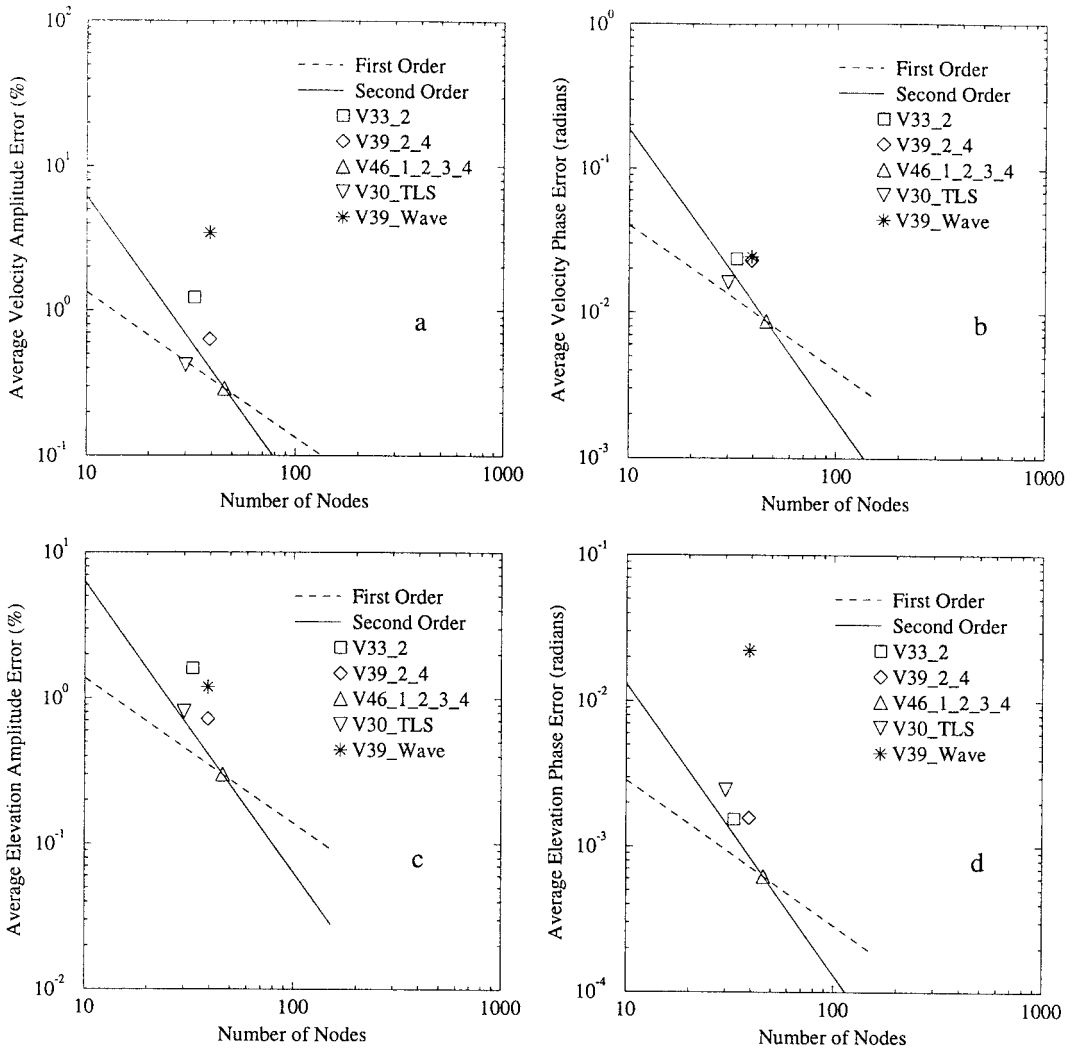 Average Velocity Amplitude Error (%)
10^2
10^1
10^0
10^-1
First Order
Second Order
V33_2
V39_2_4
V46_1_2_3_4
V30_TLS
V39_Wave
a
10
100
1000
Number of Nodes
Average Velocity Phase Error (radians)
10^0
10^-1
10^-2
10^-3
First Order
Second Order
V33_2
V39_2_4
V46_1_2_3_4
V30_TLS
V39_Wave
b
10
100
1000
Number of Nodes
Average Elevation Amplitude Error (%)
10^1
10^0
10^-1
10^-2
First Order
Second Order
V33_2
V39_2_4
V46_1_2_3_4
V30_TLS
V39_Wave
c
10
100
1000
Number of Nodes
Average Elevation Phase Error (radians)
10^-1
10^-2
10^-3
10^-4
First Order
Second Order
V33_2
V39_2_4
V46_1_2_3_4
V30_TLS
V39_Wave
d
10
100
1000
Number of Nodes